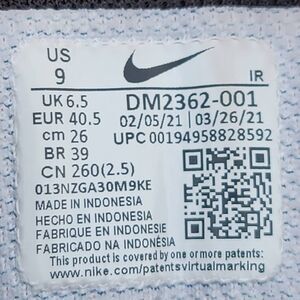 US
9
IR
UK 6.5
EUR 40.5
cm 26
BR 39
CN 260(2.5)
DM2362-001
02/05/21 03/26/21
UPC 00194958828592
013NZGA30M9KE
MADE IN INDONESIA
HECHO EN INDONESIA
FABRIQUE EN INDONESIE
FABRICADO NA INDONÉSIA
This product is covered by one or more patents.
www.nike.com/patentsvirtualmarking